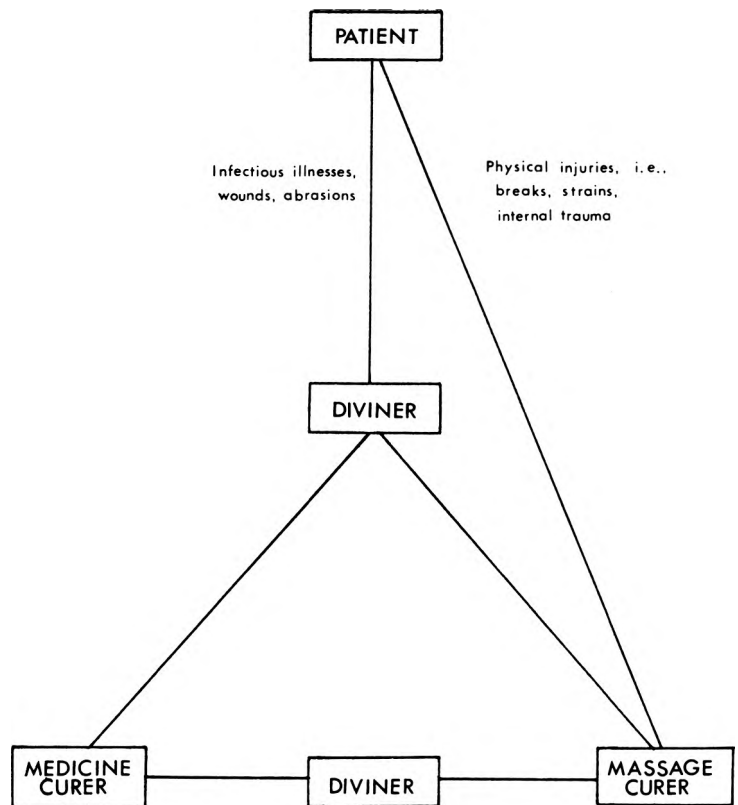 PATIENT
Infectious illnesses,
wounds, abrasions
Physical injuries, i.e.,
breaks, strains,
internal trauma
DIVINER
MEDICINE
CURER
DIVINER
MASSAGE
CURER